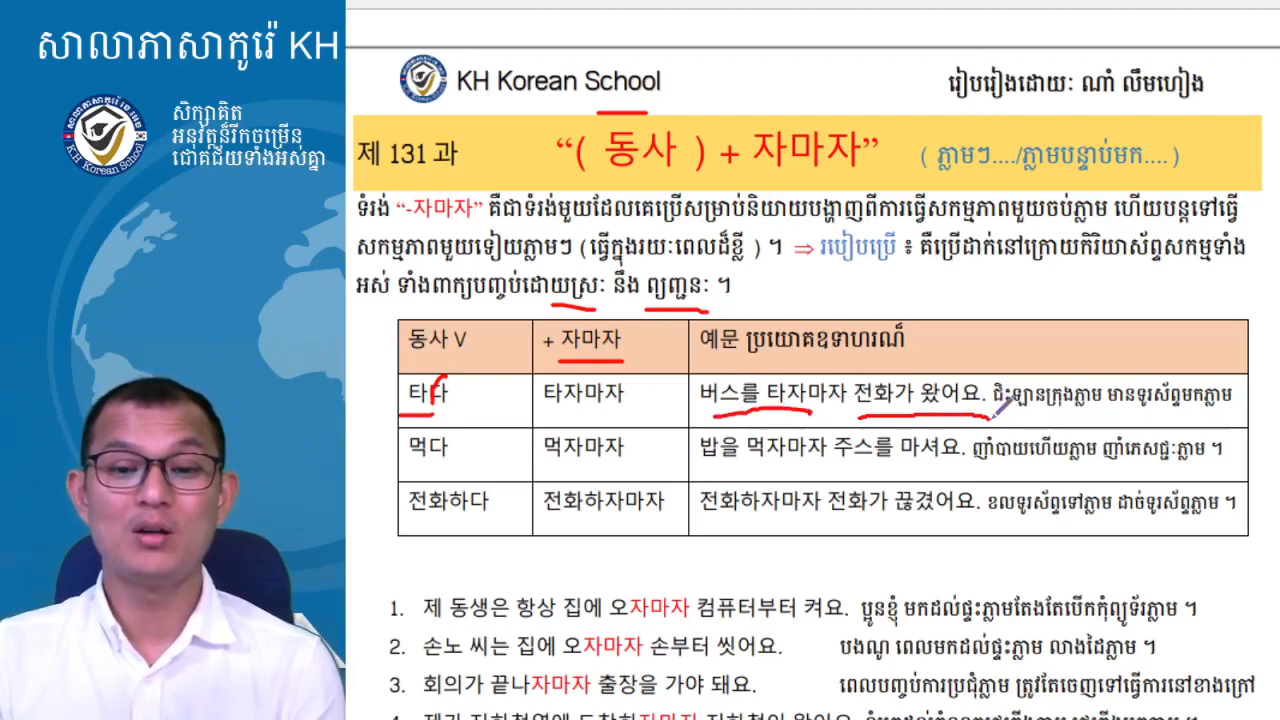 សាលាភាសាកូរ៉េ KH
សិក្សាគិត
អនុវត្តន៍រីកចម្រើន
ជោគជ័យទាំងអស់គ្នា
KH Korean School
រៀបរៀងដោយៈ ណាំ លឹមហៀង
제 131 과 “( 동사 ) + 자마자” ( ភ្លាមៗ..../ភ្លាមបន្ទាប់មក.... )
ទំរង់ “-자마자” គឺជាទំរង់មួយដែលគេប្រើសម្រាប់និយាយបង្ហាញពីការធ្វើសកម្មភាពមួយចប់ភ្លាម ហើយបន្តទៅធ្វើ
សកម្មភាពមួយទៀតភ្លាមៗ (ធ្វើក្នុងរយៈពេលដ៏ខ្លី ) ។ ⇒ របៀបប្រើ ៖ គឺប្រើដាក់នៅក្រោយកិរិយាស័ព្ទសកម្មទាំង
អស់ ទាំងពាក្យបញ្ចប់ដោយស្រៈ នឹង ព្យញ្ជនៈ ។
동사 V + 자마자 예문 ប្រយោគឧទាហរណ៍
타다 타자마자 버스를 타자마자 전화가 왔어요. ជិះឡានក្រុងភ្លាម មានទូរស័ព្ទមកភ្លាម
먹다 먹자마자 밥을 먹자마자 주스를 마셔요. ញ៉ាំបាយហើយភ្លាម ញ៉ាំភេសជ្ជៈភ្លាម ។
전화하다 전화하자마자 전화하자마자 전화가 끊겼어요. ខលទូរស័ព្ទទៅភ្លាម ដាច់ទូរស័ព្ទភ្លាម ។
1. 제 동생은 항상 집에 오자마자 컴퓨터부터 켜요. ប្អូនខ្ញុំ មកដល់ផ្ទះភ្លាមតែងតែបើកកុំព្យូទ័រភ្លាម ។
2. 손노 씨는 집에 오자마자 손부터 씻어요. បងណូ ពេលមកដល់ផ្ទះភ្លាម លាងដៃភ្លាម ។
3. 회의가 끝나자마자 출장을 가야 돼요. ពេលបញ្ចប់ការប្រជុំភ្លាម ត្រូវតែចេញទៅធ្វើការនៅខាងក្រៅ